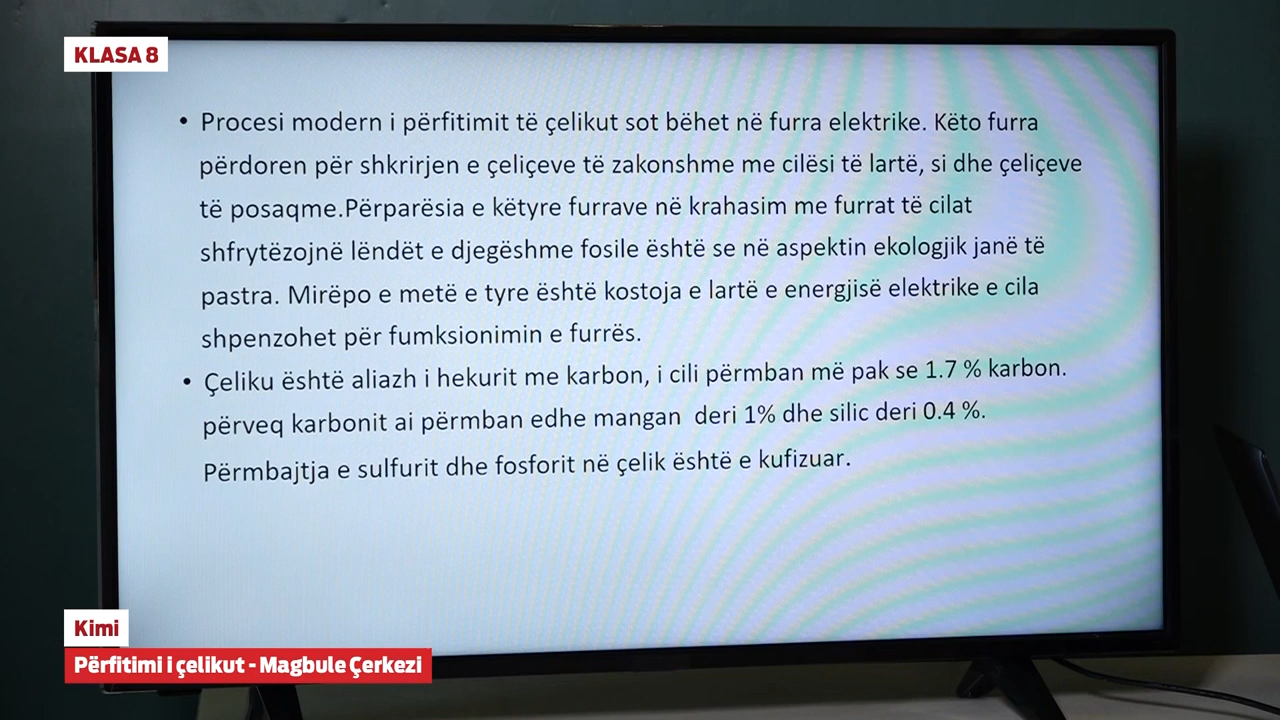 KLASA 8
• Procesi modern i përfitimit të çelikut sot bëhet në furra elektrike. Këto furra
përdoren për shkrirjen e çeliçeve të zakonshme me cilësi të lartë, si dhe çeliçeve
të posaqme.Përparësia e këtyre furrave në krahasim me furrat të cilat
shfrytëzojnë lëndët e djegëshme fosile është se në aspektin ekologjik janë të
pastra. Mirëpo e metë e tyre është kostoja e lartë e energjisë elektrike e cila
shpenzohet për fumksionimin e furrës.
• Çeliku është aliazh i hekurit me karbon, i cili përmban më pak se 1.7 % karbon.
përveq karbonit ai përmban edhe mangan  deri 1% dhe silic deri 0.4 %.
Përmbajtja e sulfurit dhe fosforit në çelik është e kufizuar.
Kimi
Përfitimi i çelikut - Magbule Çerkezi